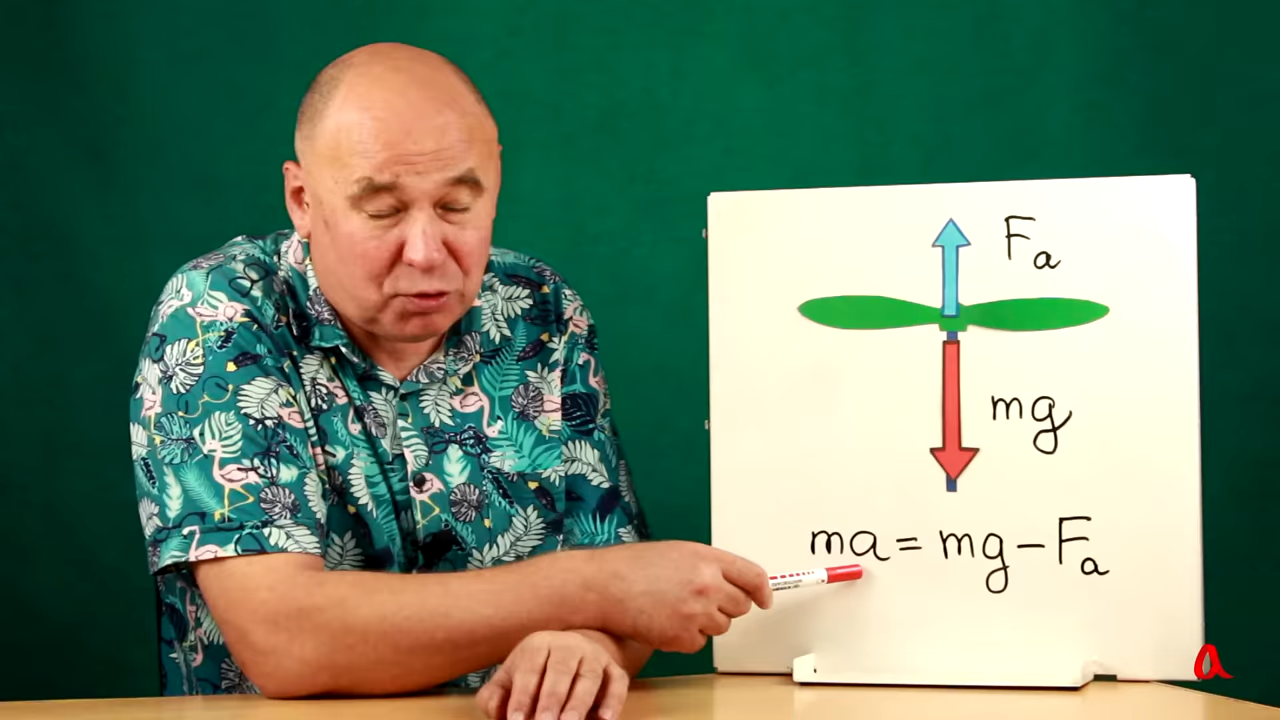 Fₐ
mg
ma = mg - Fₐ
a